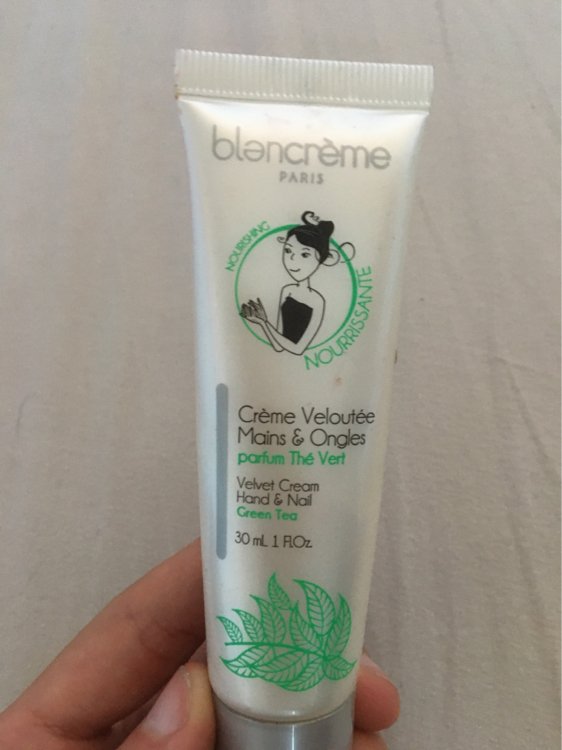 blancrème
PARIS
NOURISHING
NOURRISSANTE
Crème Veloutée
Mains & Ongles
parfum Thé Vert
Velvet Cream
Hand & Nail
Green Tea
30 mL 1 Fl.Oz.